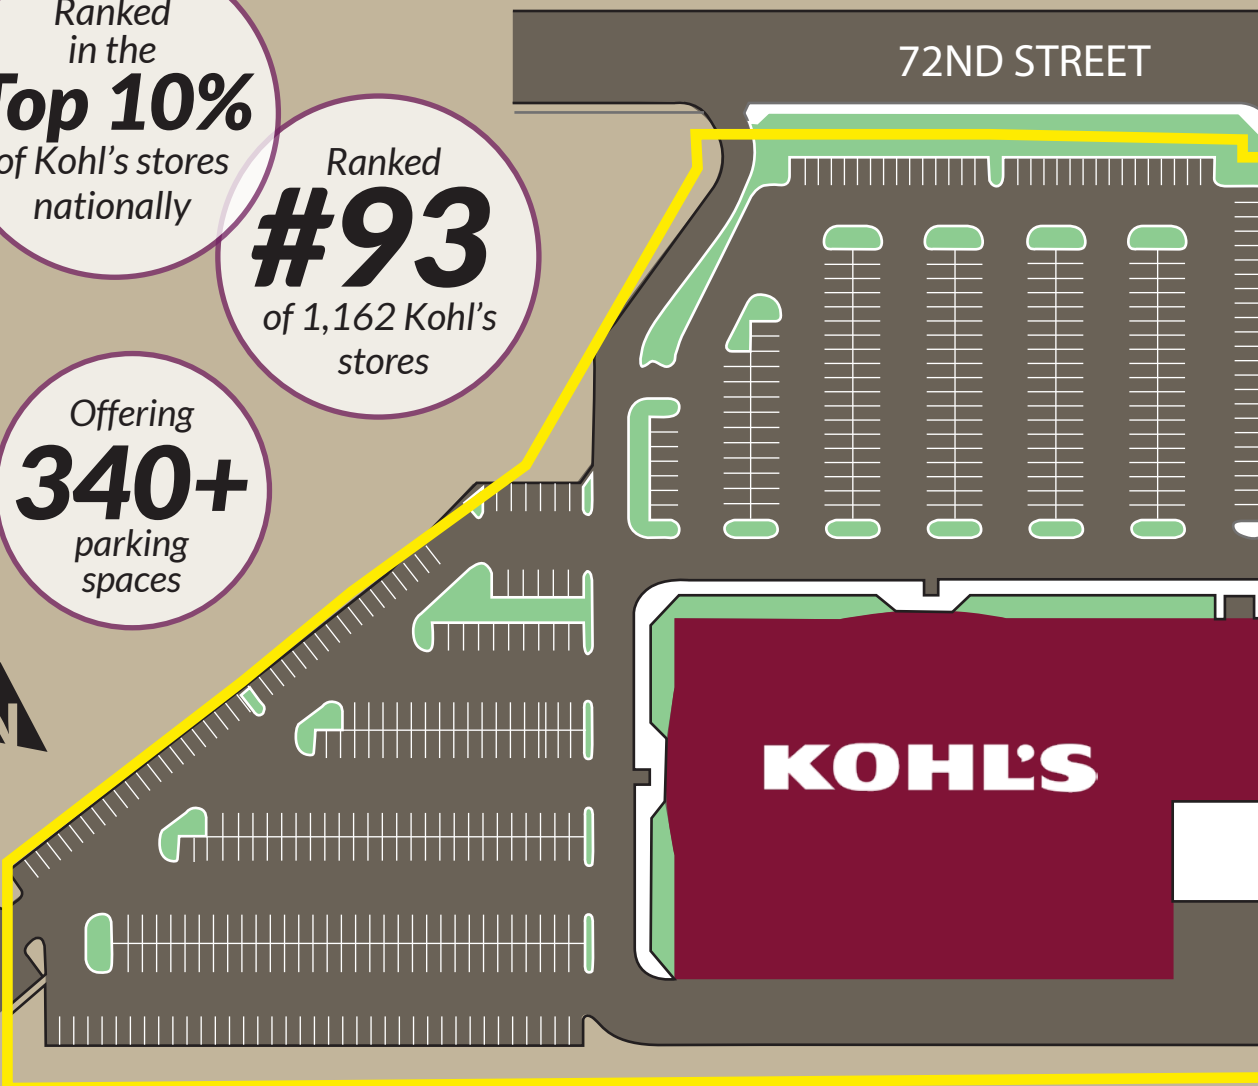 Ranked
in the
Top 10%
of Kohl's stores
nationally
Ranked
#93
of 1,162 Kohl's
stores
Offering
340+
parking
spaces
N
72ND STREET
KOHL'S